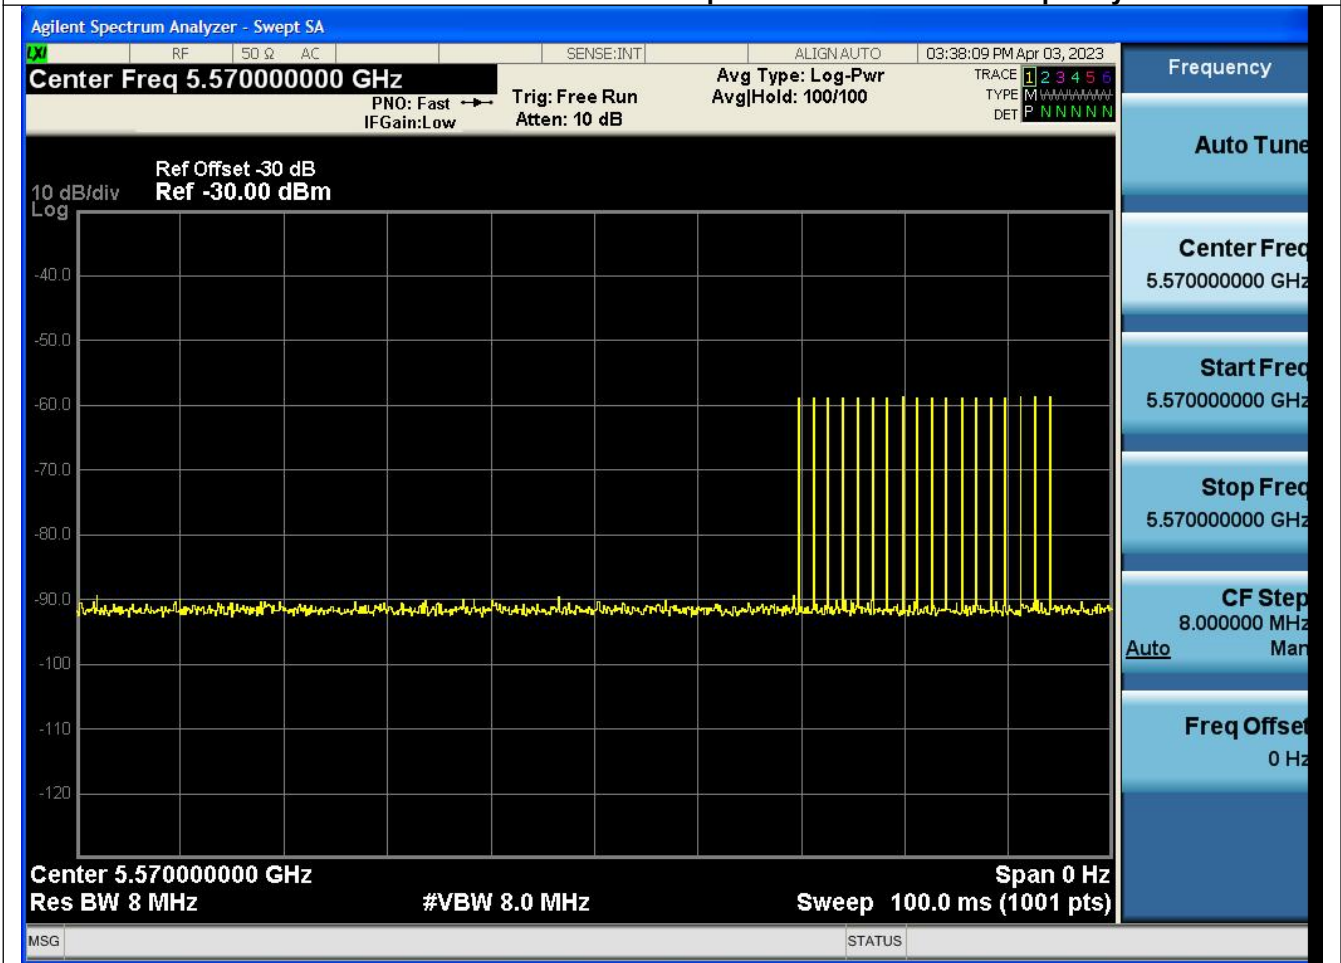 Agilent Spectrum Analyzer - Swept SA
LXI RF 50 Ω AC SENSE:INT ALIGN AUTO 03:38:09 PM Apr 03, 2023
Center Freq 5.570000000 GHz
PNO: Fast
IFGain:Low
Trig: Free Run
Atten: 10 dB
Avg Type: Log-Pwr
Avg|Hold: 100/100
TRACE 1 2 3 4 5 6
TYPE M
DET P N N N N N
Ref Offset -30 dB
10 dB/div Ref -30.00 dBm
Log
-40.0
-50.0
-60.0
-70.0
-80.0
-90.0
-100
-110
-120
Center 5.570000000 GHz Span 0 Hz
Res BW 8 MHz #VBW 8.0 MHz Sweep 100.0 ms (1001 pts)
MSG STATUS
Frequency
Auto Tune
Center Freq
5.570000000 GHz
Start Freq
5.570000000 GHz
Stop Freq
5.570000000 GHz
CF Step
8.000000 MHz
Auto Man
Freq Offset
0 Hz